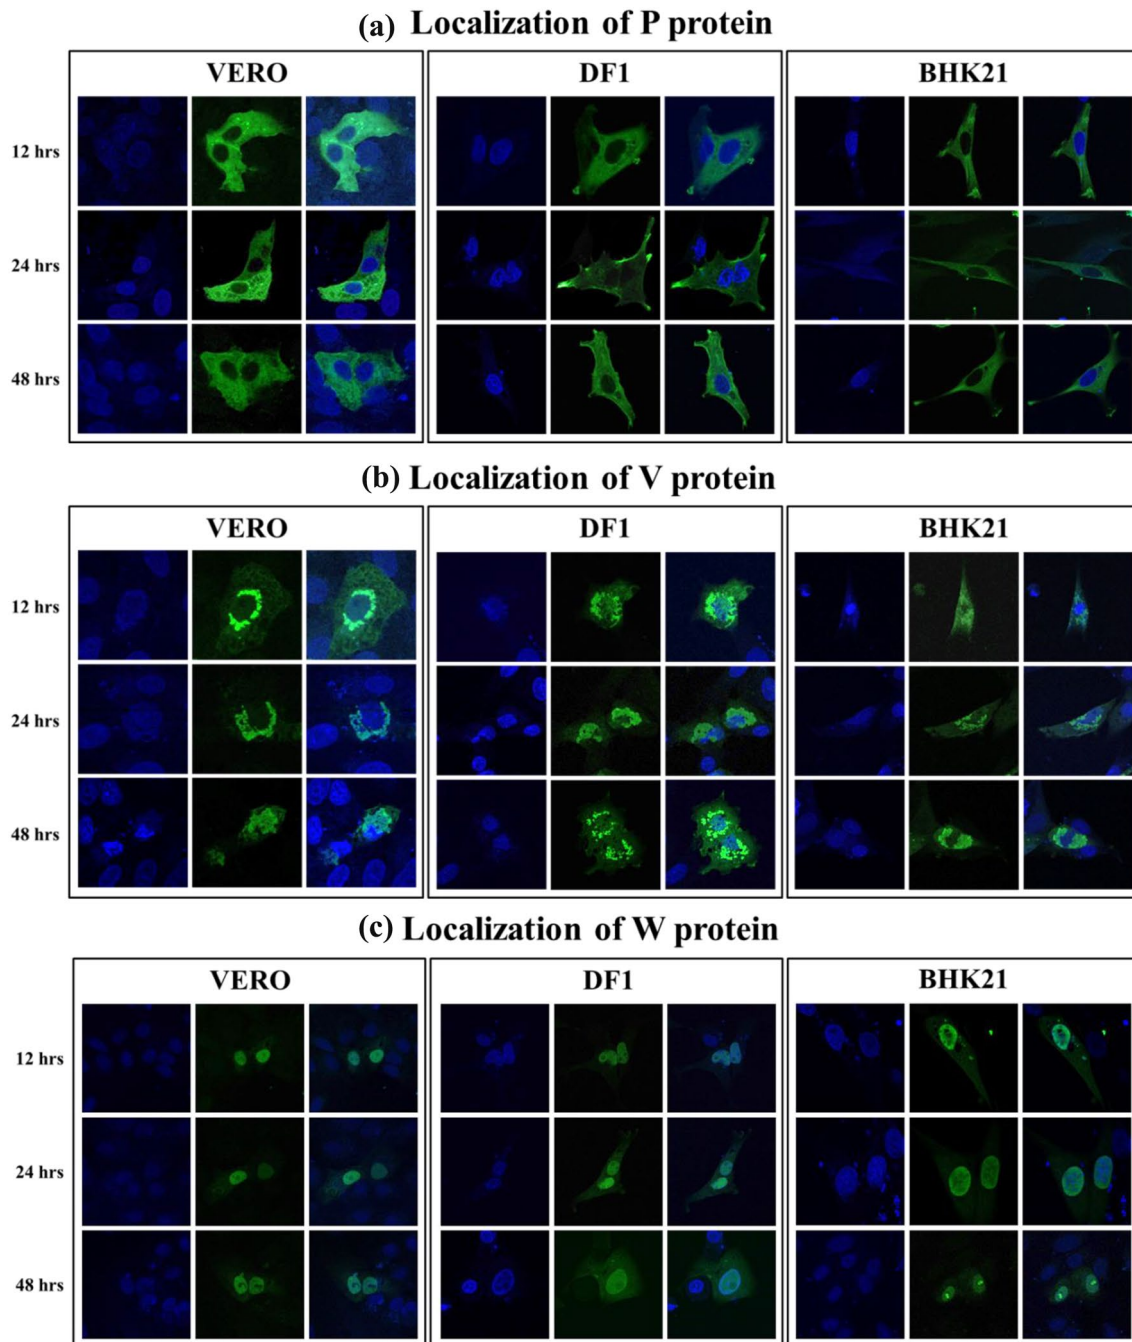 (a) Localization of P protein
VERO DF1 BHK21
12 hrs
24 hrs
48 hrs
(b) Localization of V protein
VERO DF1 BHK21
12 hrs
24 hrs
48 hrs
(c) Localization of W protein
VERO DF1 BHK21
12 hrs
24 hrs
48 hrs